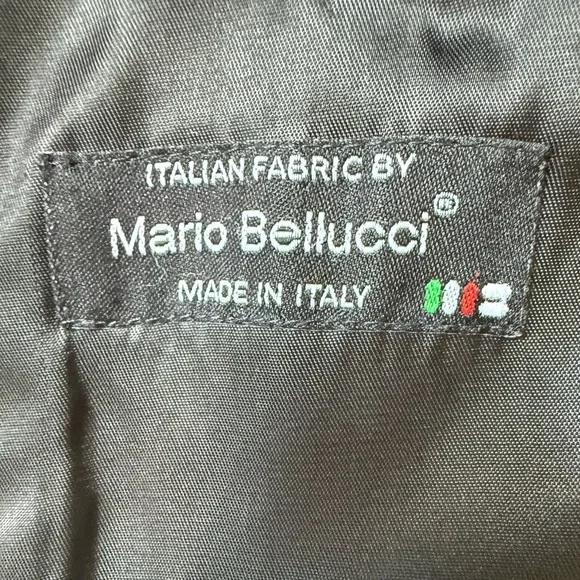 ITALIAN FABRIC BY
Mario Bellucci®
MADE IN ITALY